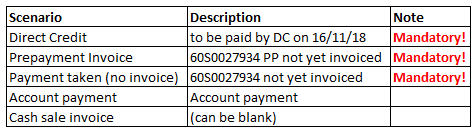 Scenario Description Note
Direct Credit to be paid by DC on 16/11/18 Mandatory!
Prepayment Invoice 60S0027934 PP not yet invoiced Mandatory!
Payment taken (no invoice) 60S0027934 not yet invoiced Mandatory!
Account payment Account payment
Cash sale invoice (can be blank)